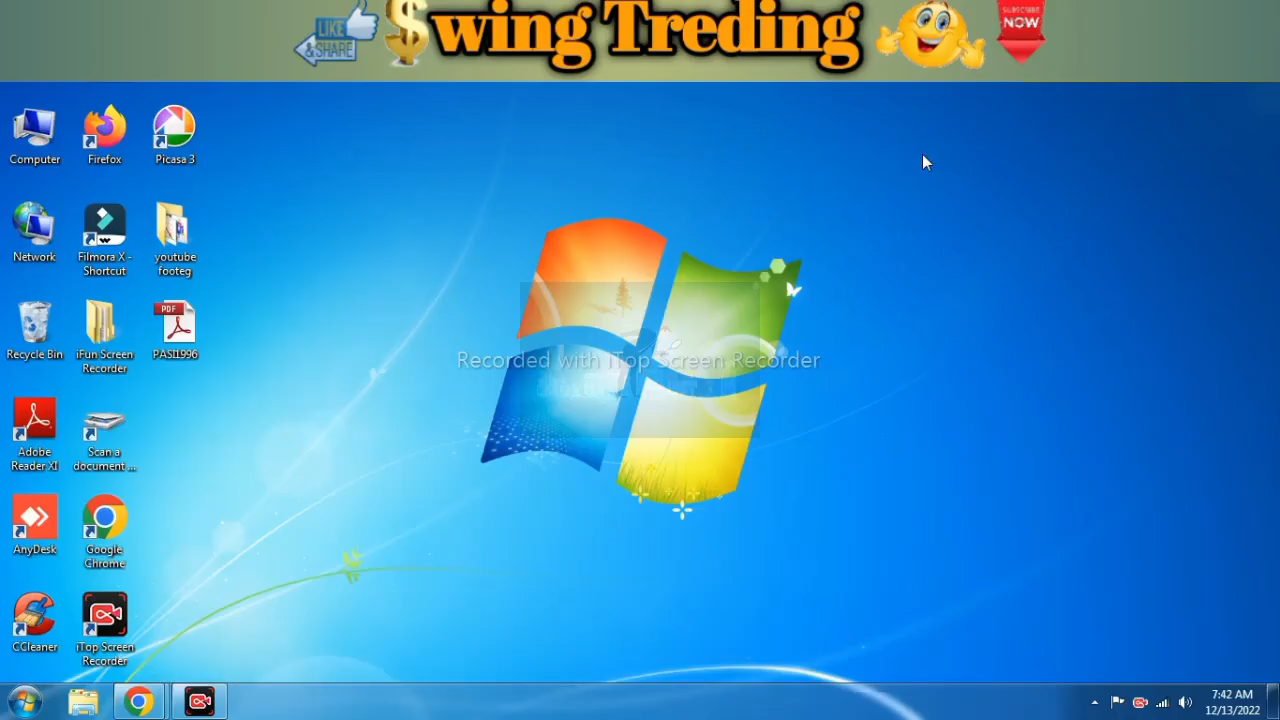 LIKE
&SHARE
$wing Treding
SUBSCRIBE
NOW
Computer
Firefox
Picasa 3
Network
Filmora X -
Shortcut
youtube
footeg
Recycle Bin
iFun Screen
Recorder
PDF
PASI1996
Recorded with iTop Screen Recorder
Adobe
Reader XI
Scan a
document ...
AnyDesk
Google
Chrome
CCleaner
iTop Screen
Recorder
7:42 AM
12/13/2022